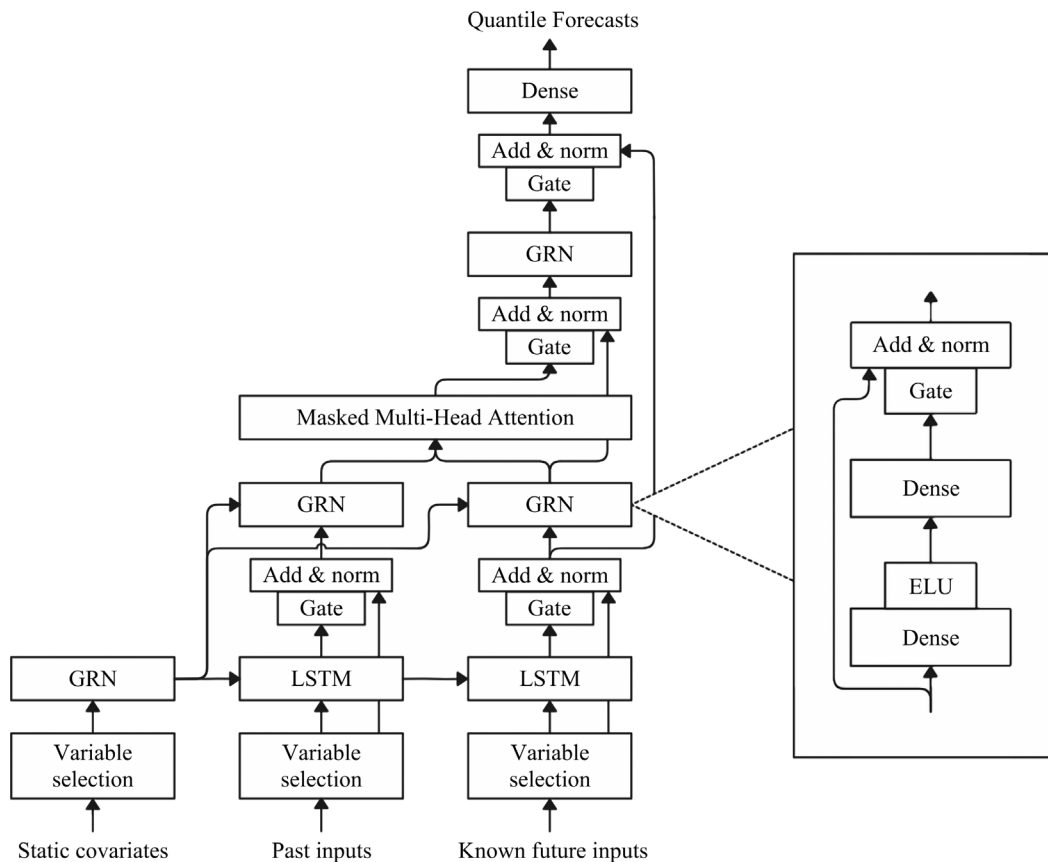 Quantile Forecasts
Dense
Add & norm
Gate
GRN
Add & norm
Gate
Masked Multi-Head Attention
GRN
GRN
Add & norm
Gate
Add & norm
Gate
GRN
LSTM
LSTM
Variable
selection
Variable
selection
Variable
selection
Static covariates
Past inputs
Known future inputs
Add & norm
Gate
Dense
ELU
Dense